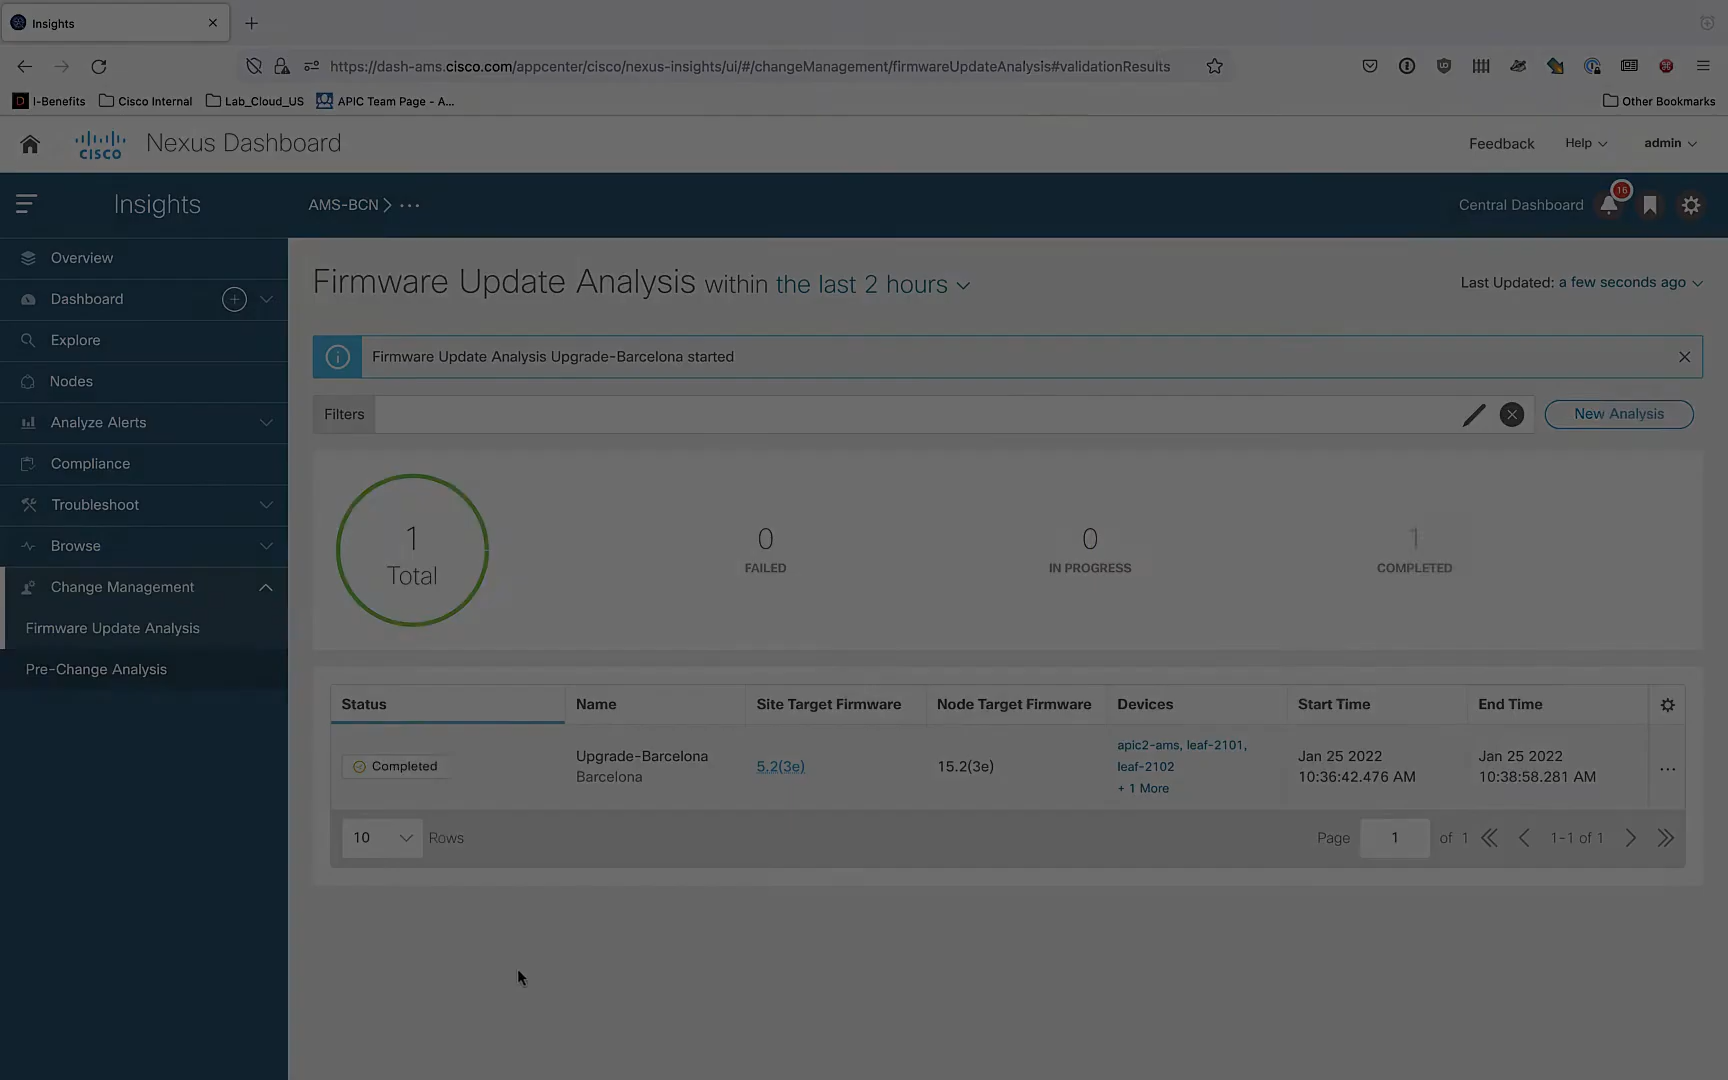 Insights
https://dash-ams.cisco.com/appcenter/cisco/nexus-insights/ui/#/changeManagement/firmwareUpdateAnalysis#validationResults
I-Benefits
Cisco Internal
Lab_Cloud_US
APIC Team Page - A...
Other Bookmarks
CISCO
Nexus Dashboard
Feedback
Help
admin
Insights
AMS-BCN
Central Dashboard
16
Overview
Dashboard
Explore
Nodes
Analyze Alerts
Compliance
Troubleshoot
Browse
Change Management
Firmware Update Analysis
Pre-Change Analysis
Firmware Update Analysis within the last 2 hours
Last Updated: a few seconds ago
Firmware Update Analysis Upgrade-Barcelona started
Filters
New Analysis
1
Total
0
FAILED
0
IN PROGRESS
1
COMPLETED
Status Name Site Target Firmware Node Target Firmware Devices Start Time End Time
Completed
Upgrade-Barcelona
Barcelona
5.2(3e)
15.2(3e)
apic2-ams, leaf-2101,
leaf-2102
+ 1 More
Jan 25 2022
10:36:42.476 AM
Jan 25 2022
10:38:58.281 AM
10 Rows
Page 1 of 1 1-1 of 1